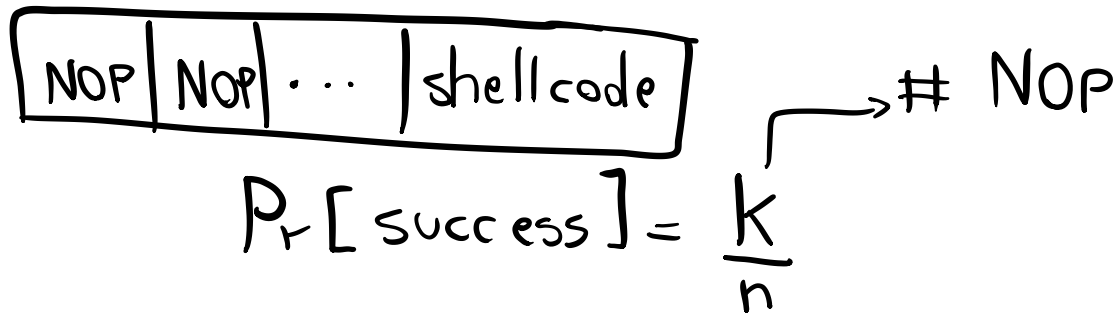 NOP NOP ... shellcode
# NOP
Pr[success] = K/n